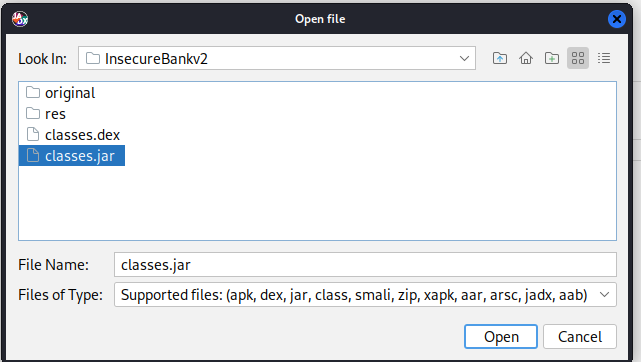 JADX
Open file
Look In: InsecureBankv2
original
res
classes.dex
classes.jar
File Name: classes.jar
Files of Type: Supported files: (apk, dex, jar, class, smali, zip, xapk, aar, arsc, jadx, aab)
Open Cancel